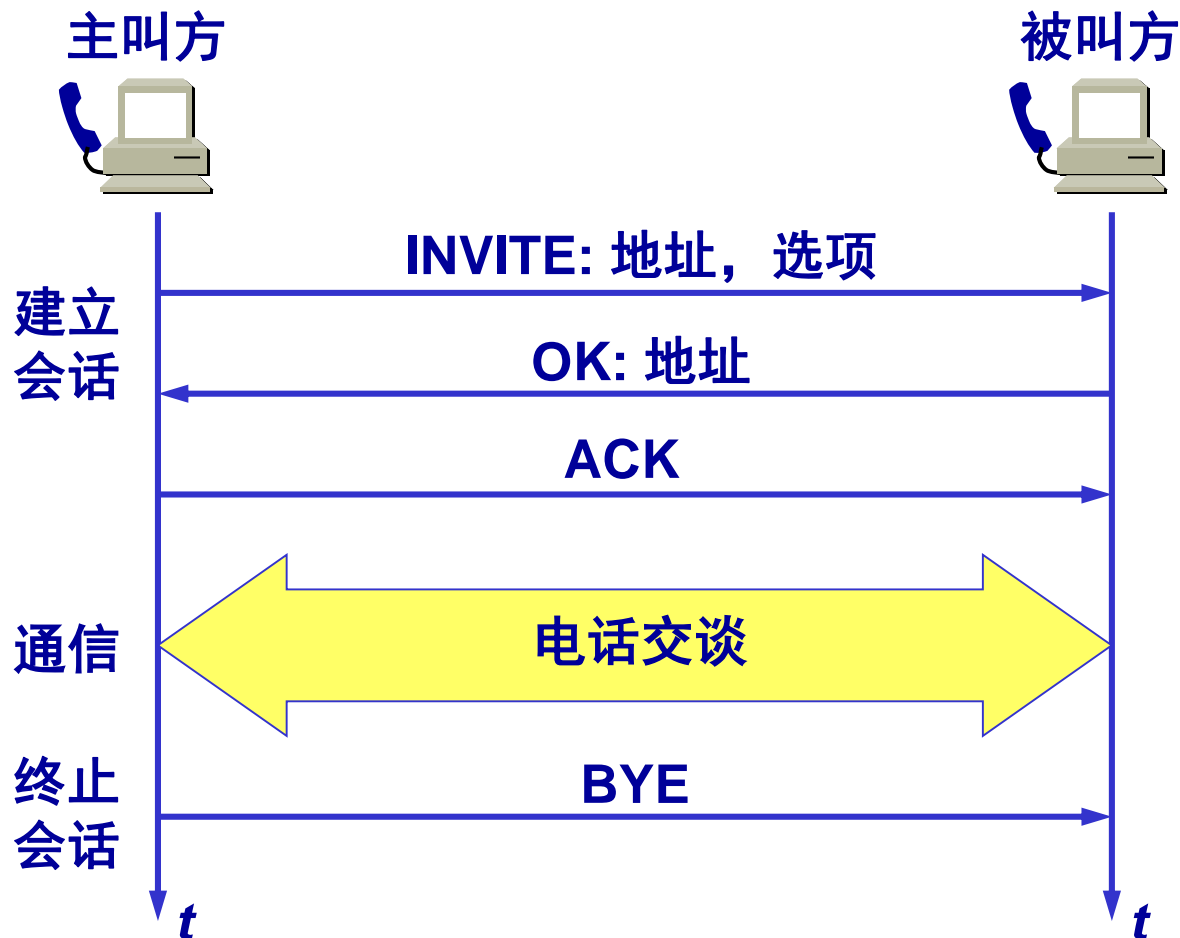 主叫方
被叫方
INVITE: 地址，选项
建立
会话
OK: 地址
ACK
通信
电话交谈
终止
会话
BYE
t
t